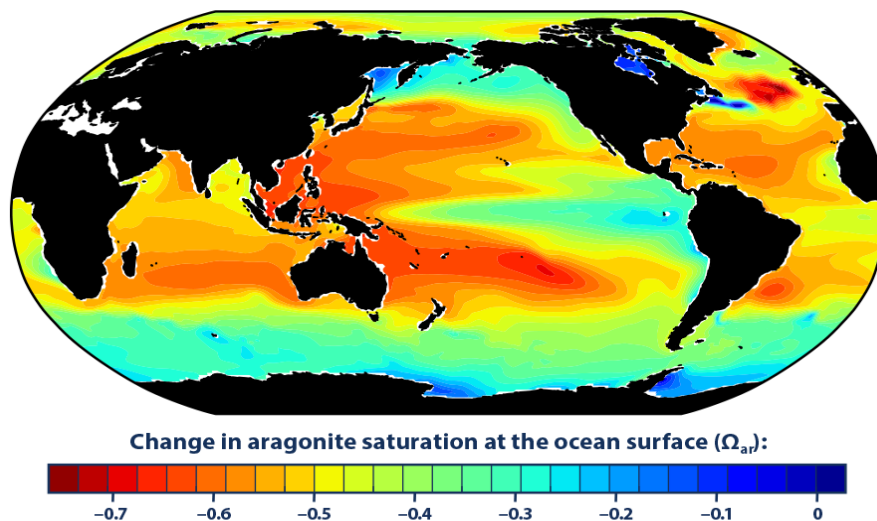 Change in aragonite saturation at the ocean surface (Ωar):
−0.7 −0.6 −0.5 −0.4 −0.3 −0.2 −0.1 0